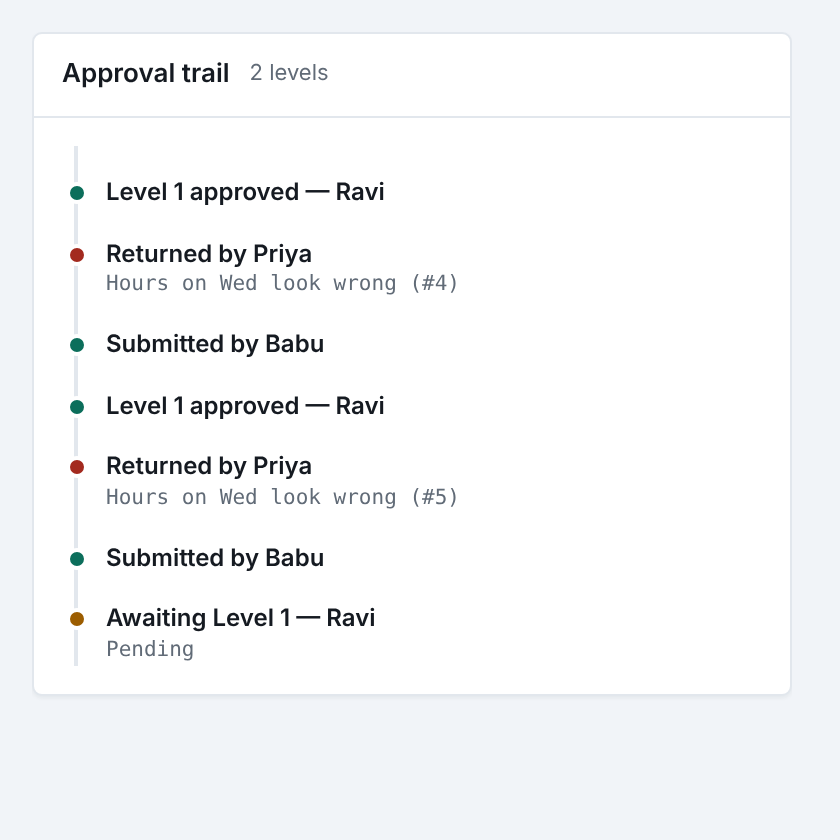 Approval trail 2 levels
Level 1 approved — Ravi
Returned by Priya
Hours on Wed look wrong (#4)
Submitted by Babu
Level 1 approved — Ravi
Returned by Priya
Hours on Wed look wrong (#5)
Submitted by Babu
Awaiting Level 1 — Ravi
Pending